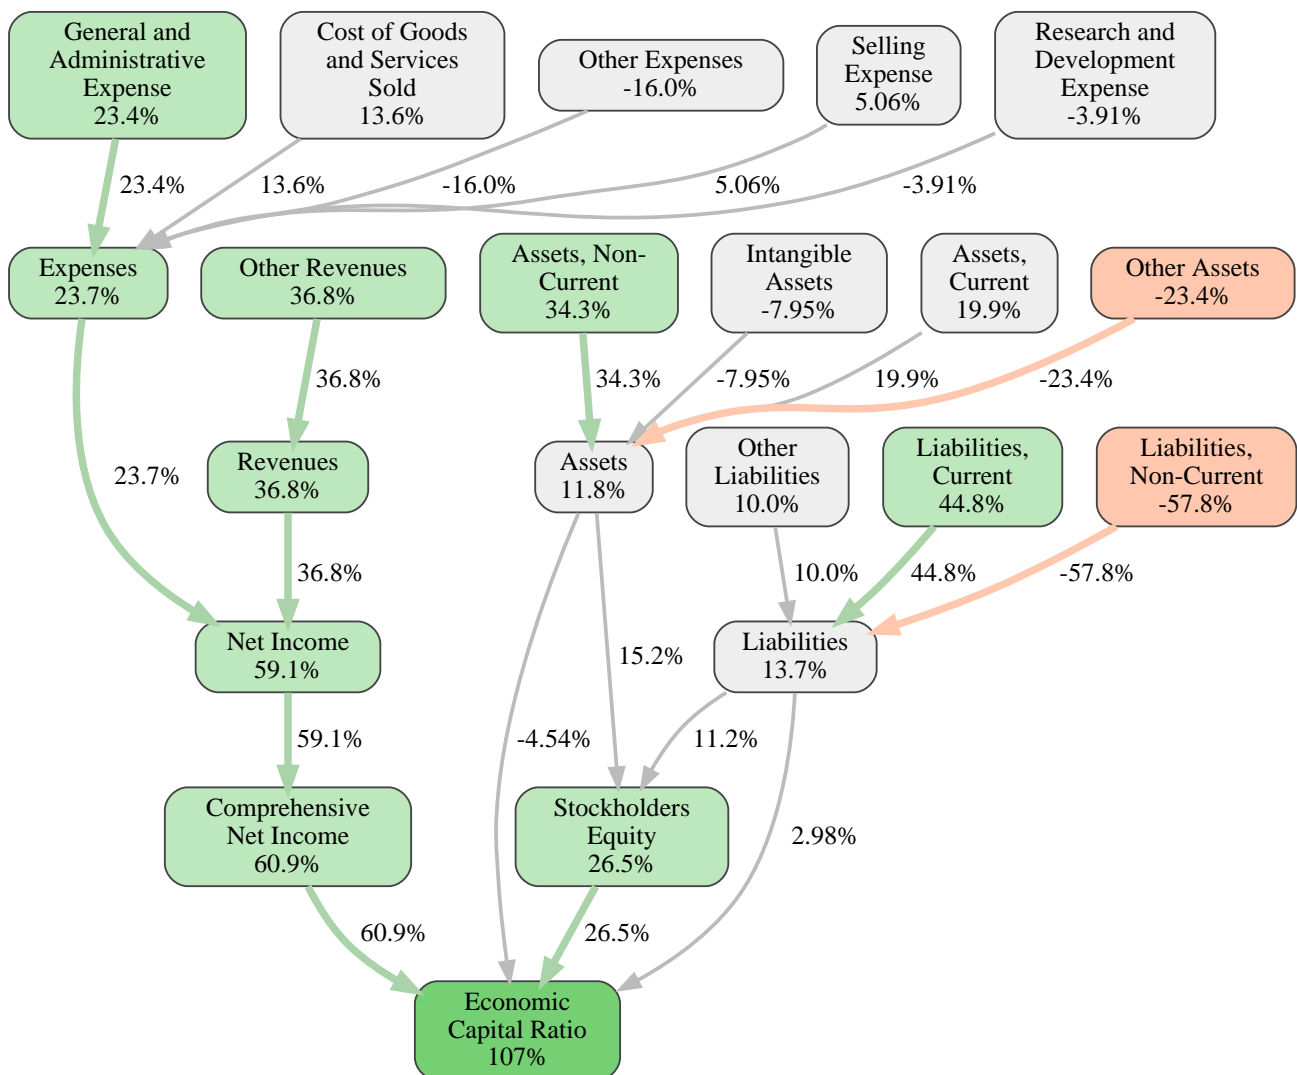 General and
Administrative
Expense
23.4%
Cost of Goods
and Services
Sold
13.6%
Other Expenses
-16.0%
Selling
Expense
5.06%
Research and
Development
Expense
-3.91%
23.4%
13.6%
-16.0%
5.06%
-3.91%
Expenses
23.7%
Other Revenues
36.8%
Assets, Non-
Current
34.3%
Intangible
Assets
-7.95%
Assets,
Current
19.9%
Other Assets
-23.4%
36.8%
34.3%
-7.95%
19.9%
-23.4%
23.7%
Revenues
36.8%
Assets
11.8%
Other
Liabilities
10.0%
Liabilities,
Current
44.8%
Liabilities,
Non-Current
-57.8%
36.8%
10.0%
44.8%
-57.8%
Net Income
59.1%
15.2%
Liabilities
13.7%
59.1%
-4.54%
11.2%
Comprehensive
Net Income
60.9%
Stockholders
Equity
26.5%
2.98%
60.9%
26.5%
Economic
Capital Ratio
107%